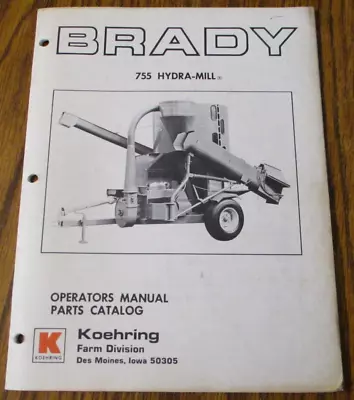 BRADY
755 HYDRA-MILL®
OPERATORS MANUAL
PARTS CATALOG
K
KOEHRING
Koehring
Farm Division
Des Moines, Iowa 50305